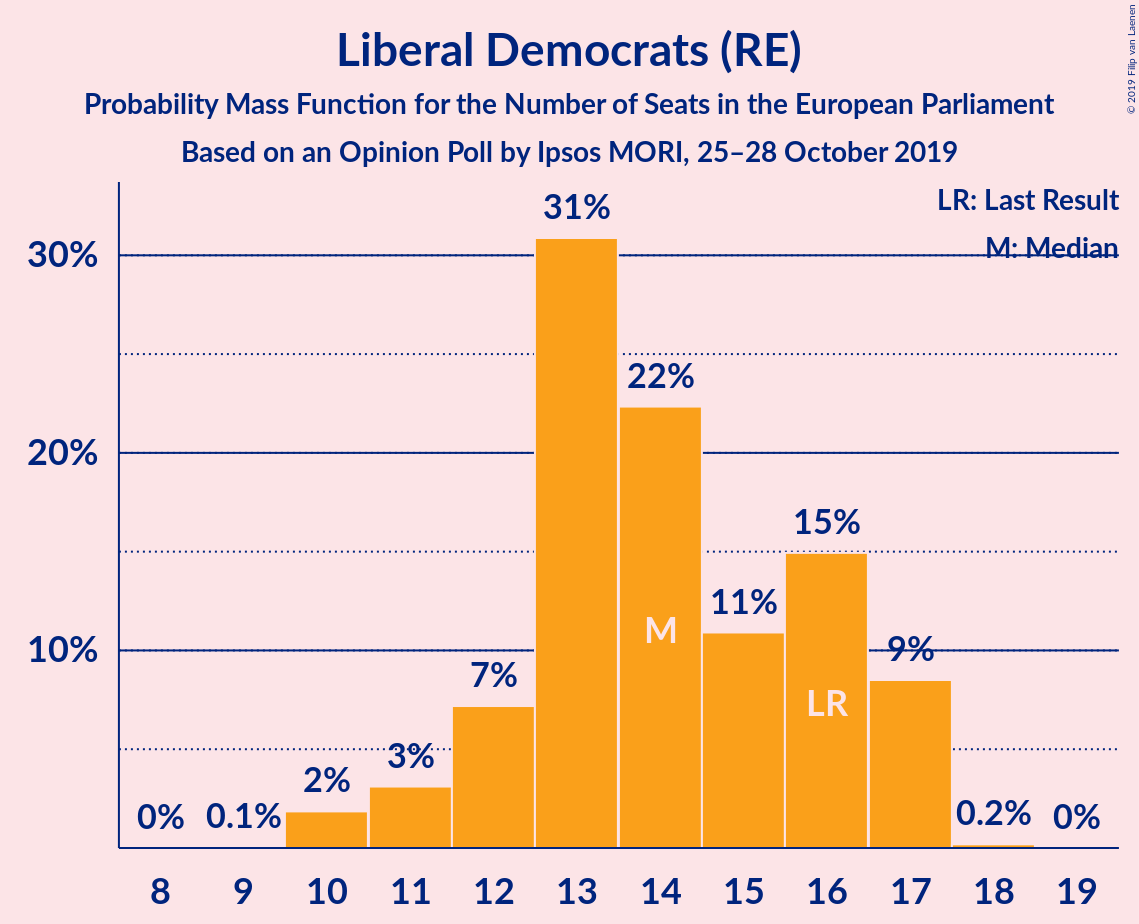 Liberal Democrats (RE)
Probability Mass Function for the Number of Seats in the European Parliament
Based on an Opinion Poll by Ipsos MORI, 25–28 October 2019
© 2019 Filip van Laenen
LR: Last Result
M: Median
30%
20%
10%
0%
0.1%
2%
3%
7%
31%
22%
11%
15%
9%
0.2%
0%
M
LR
8 9 10 11 12 13 14 15 16 17 18 19